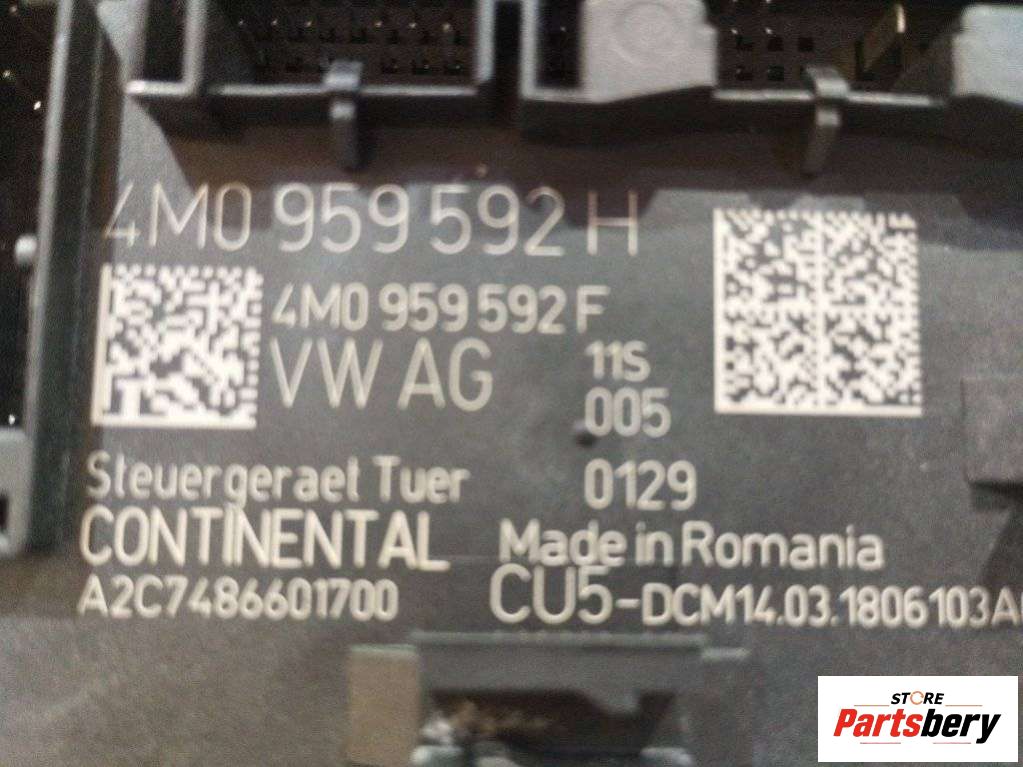 4M0 959 592 H
4M0 959 592 F
VW AG
11S
005
Steuergeraet Tuer
0129
CONTINENTAL
Made in Romania
A2C7486601700
CU5-DCM14.03.1806103A
STORE
Partsbery